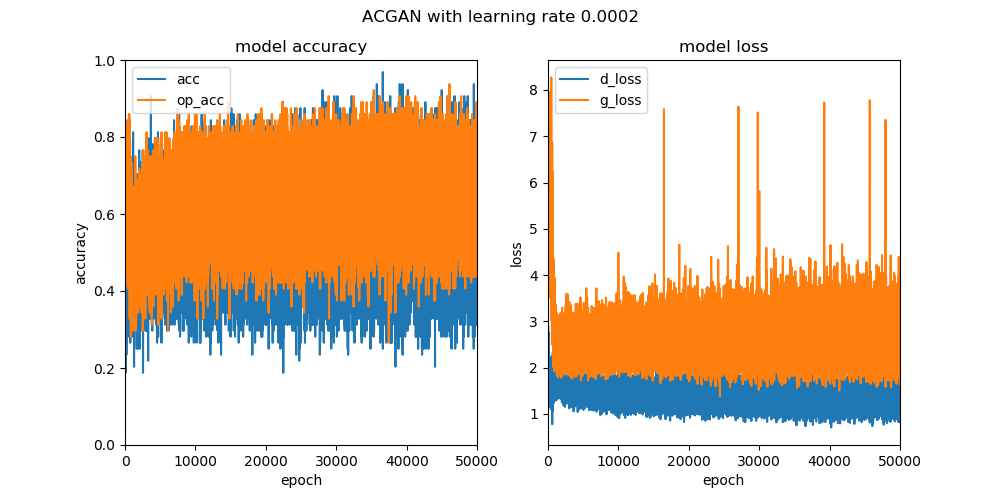 ACGAN with learning rate 0.0002
model accuracy
acc
op_acc
accuracy
1.0
0.8
0.6
0.4
0.2
0.0
0 10000 20000 30000 40000 50000
epoch
model loss
d_loss
g_loss
loss
8
7
6
5
4
3
2
1
0 10000 20000 30000 40000 50000
epoch